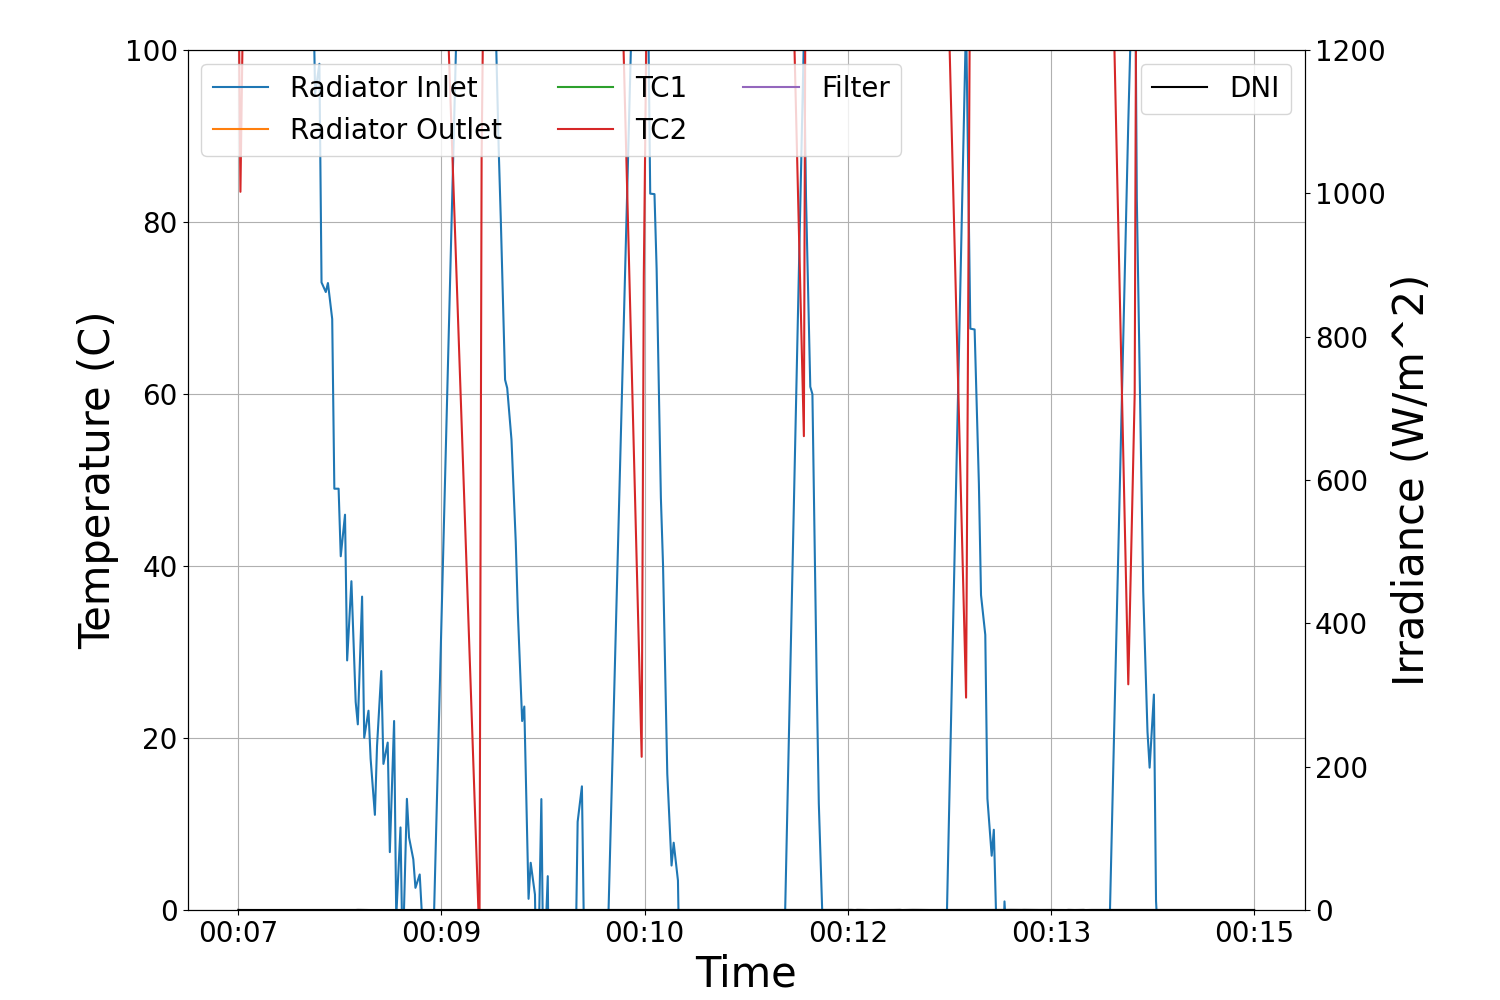 Radiator Inlet
Radiator Outlet
TC1
TC2
Filter
DNI
100
80
60
40
20
0
Temperature (C)
1200
1000
800
600
400
200
0
Irradiance (W/m^2)
00:07 00:09 00:10 00:12 00:13 00:15
Time